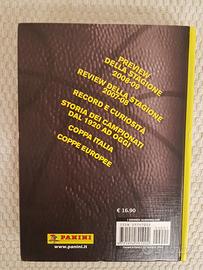 PREVIEW
DELLA STAGIONE
2008-09
REVIEW DELLA STAGIONE
2007-08
RECORD E CURIOSITÀ
STORIA DEI CAMPIONATI
DAL 1920 AD OGGI
COPPA ITALIA
COPPE EUROPEE
€ 16,90
PANINI
www.panini.it